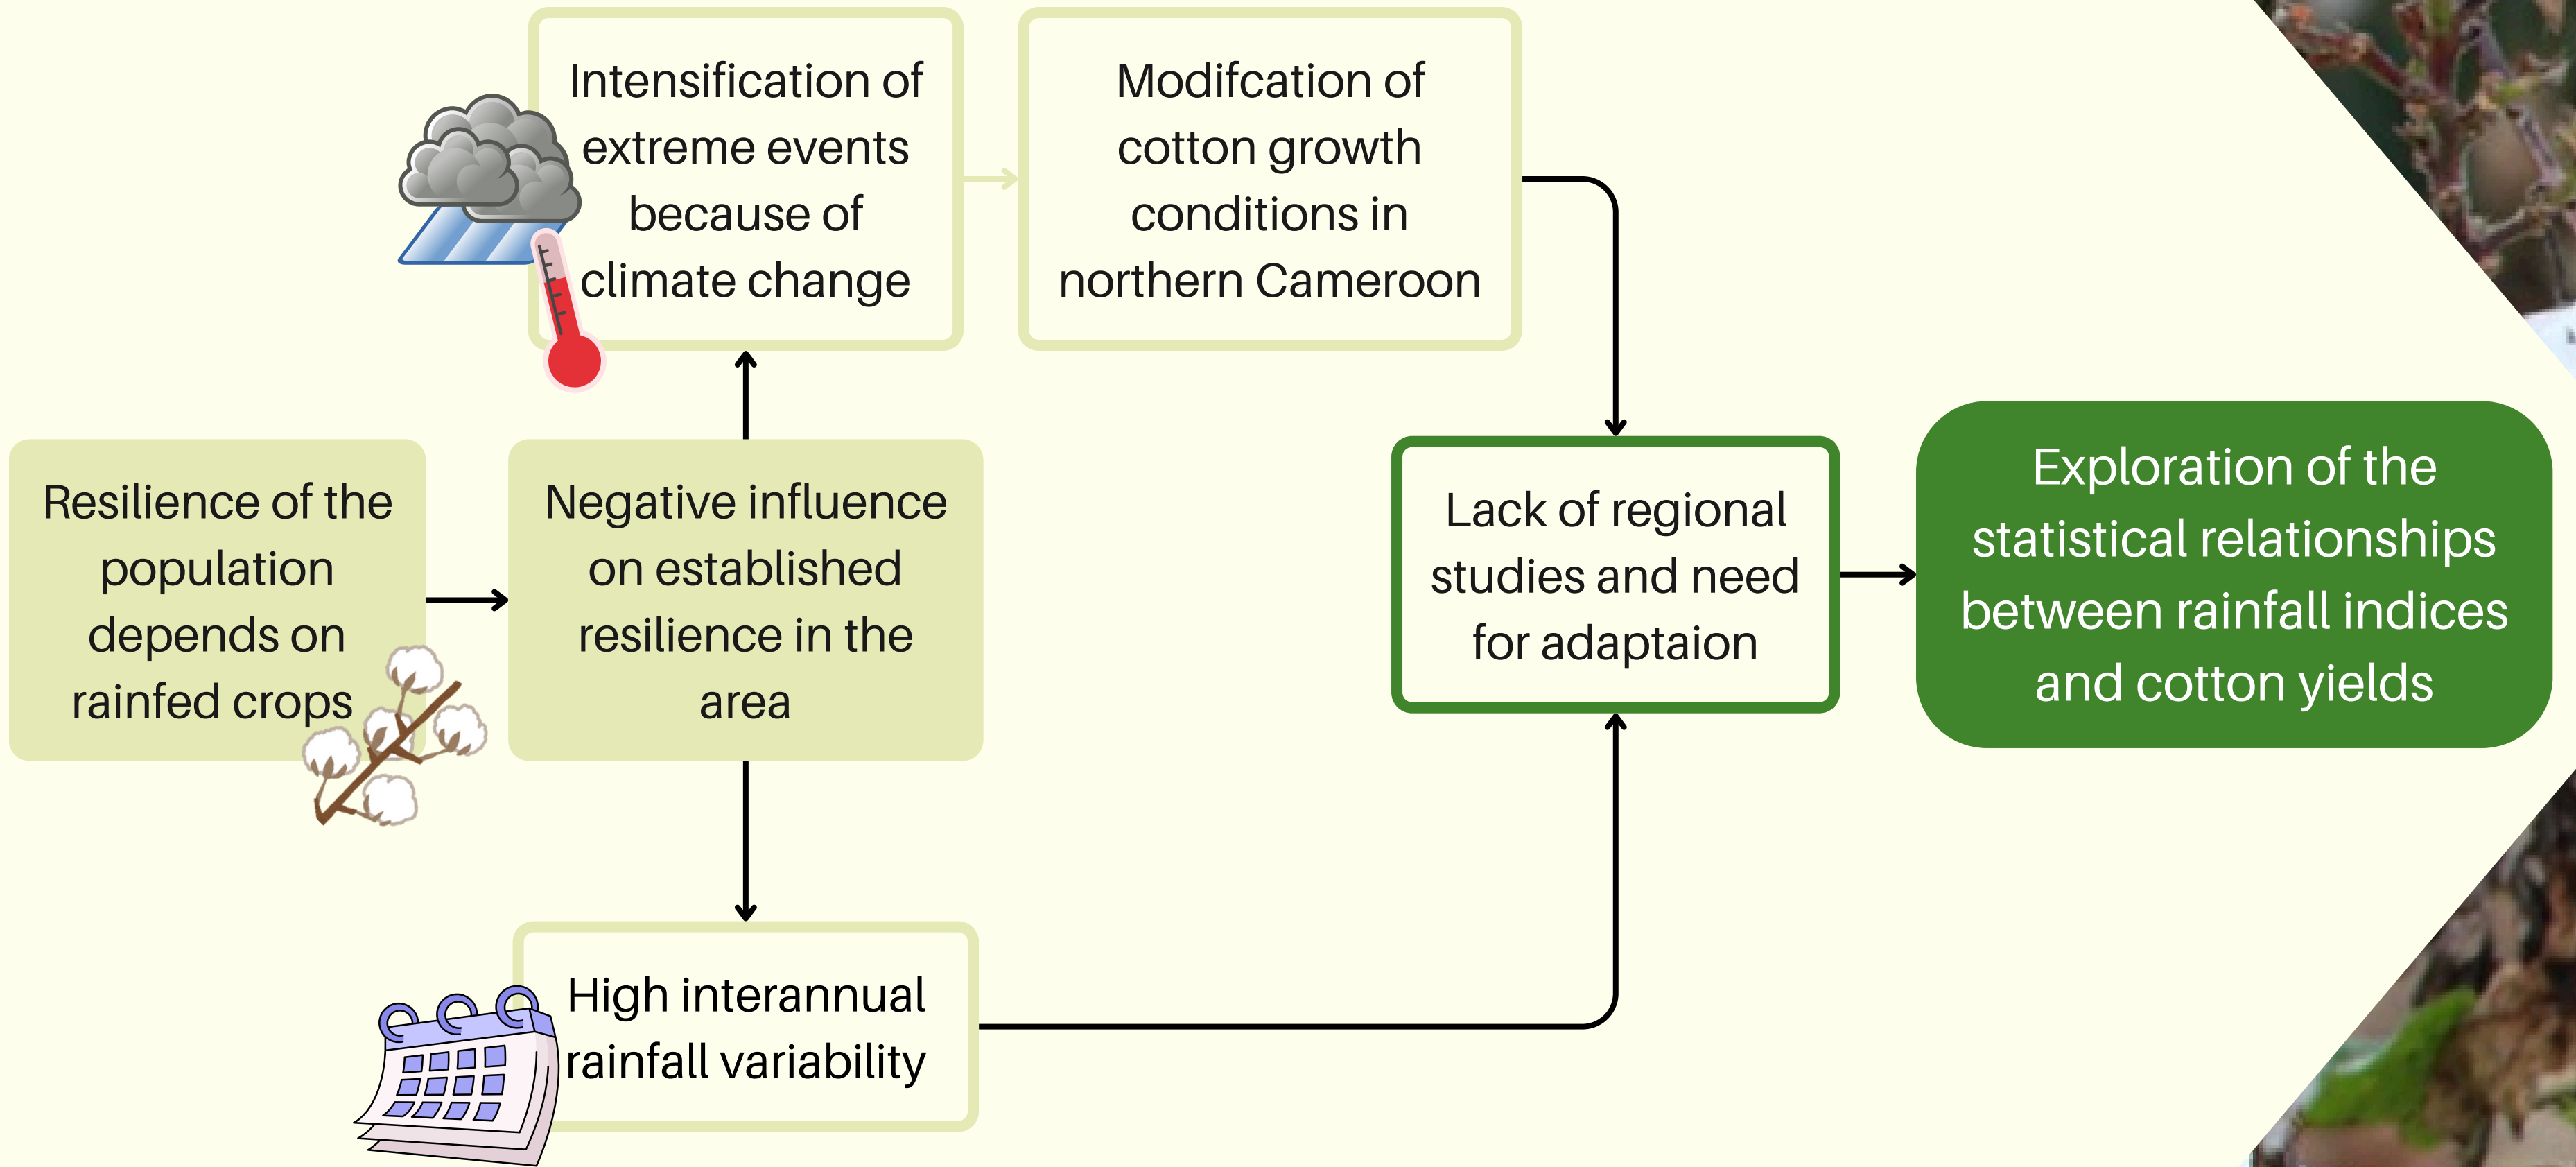 Intensification of
extreme events
because of
climate change
Modifcation of
cotton growth
conditions in
northern Cameroon
Resilience of the
population
depends on
rainfed crops
Negative influence
on established
resilience in the
area
Lack of regional
studies and need
for adaptaion
Exploration of the
statistical relationships
between rainfall indices
and cotton yields
High interannual
rainfall variability